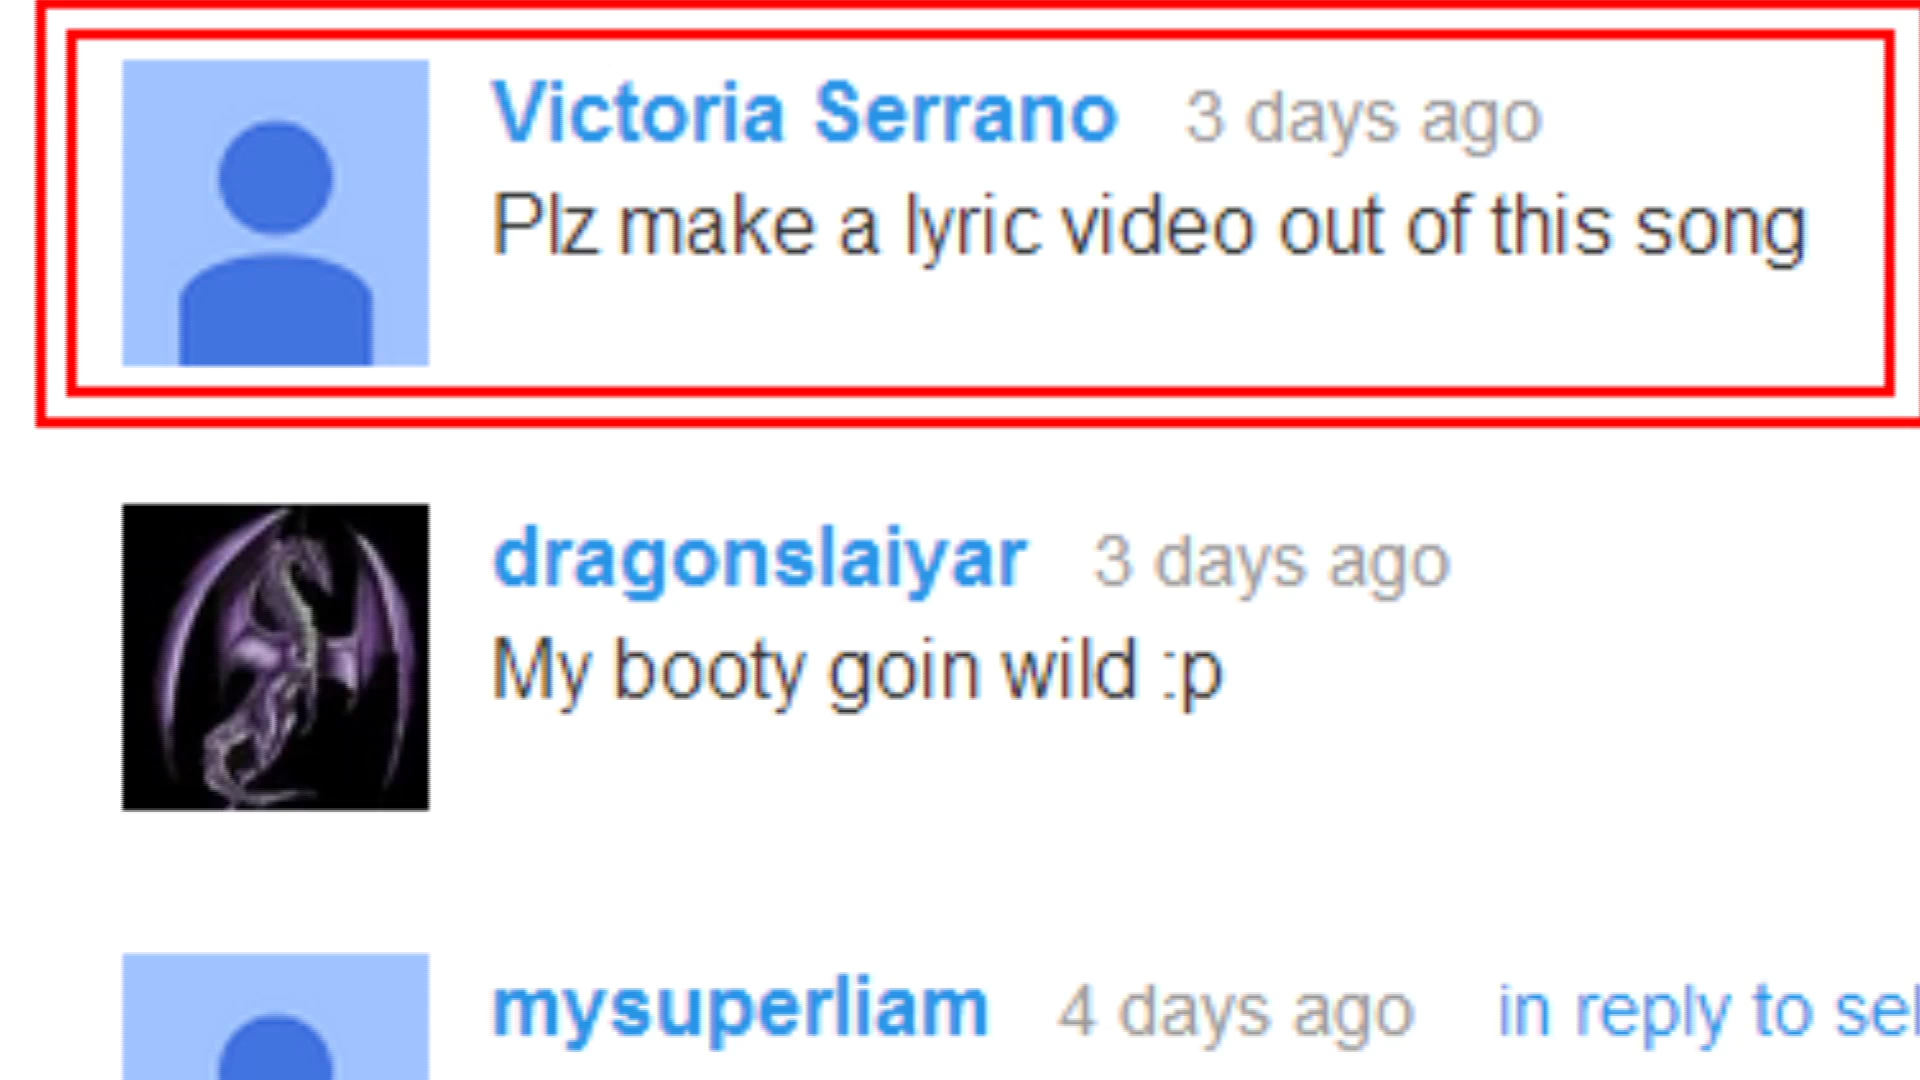 Victoria Serrano 3 days ago
Plz make a lyric video out of this song
dragonslaiyar 3 days ago
My booty goin wild :p
mysuperliam 4 days ago in reply to